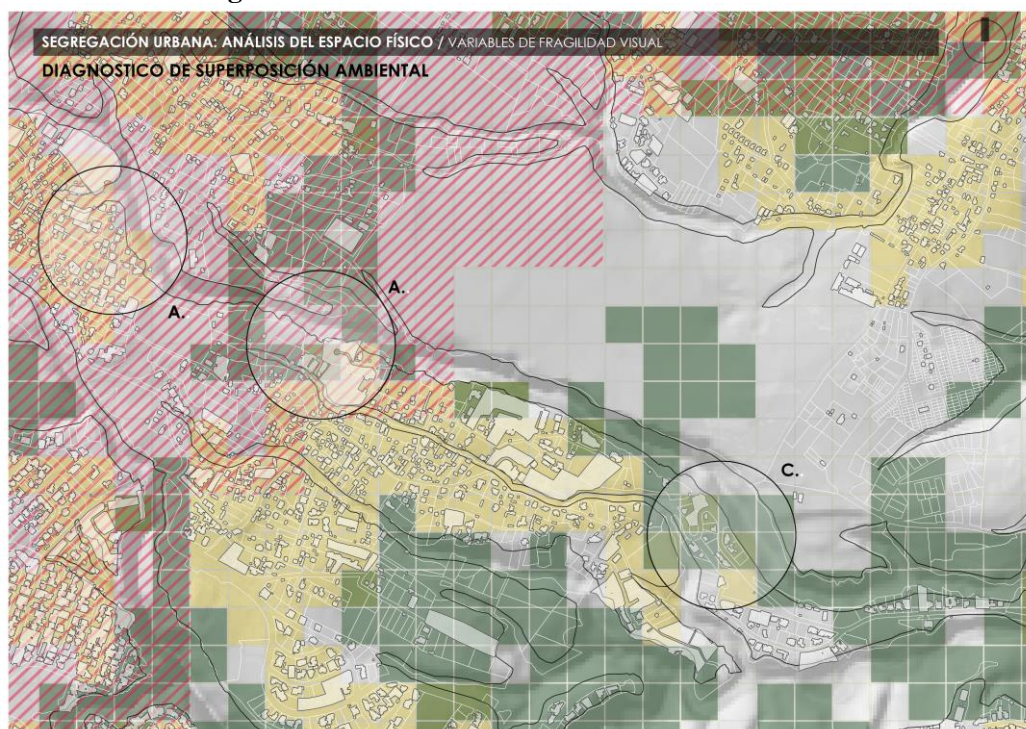 SEGREGACIÓN URBANA: ANÁLISIS DEL ESPACIO FÍSICO / VARIABLES DE FRAGILIDAD VISUAL
DIAGNOSTICO DE SUPERPOSICIÓN AMBIENTAL
A.
A.
C.